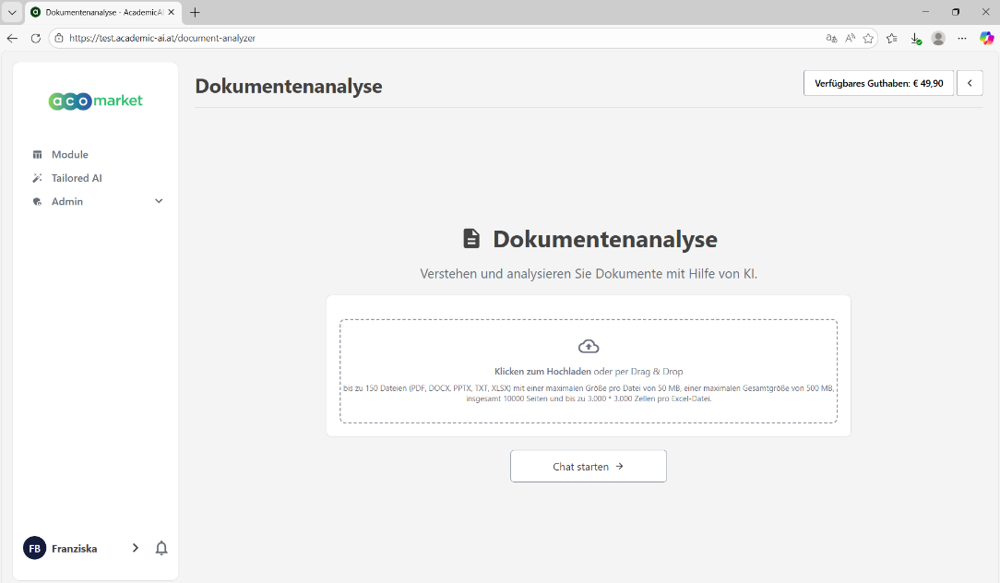 Dokumentenanalyse - AcademicAI
https://test.academic-ai.at/document-analyzer
aco market
Dokumentenanalyse
Verfügbares Guthaben: € 49,90
Module
Tailored AI
Admin
Dokumentenanalyse
Verstehen und analysieren Sie Dokumente mit Hilfe von KI.
Klicken zum Hochladen oder per Drag & Drop
bis zu 150 Dateien (PDF, DOCX, PPTX, TXT, XLSX) mit einer maximalen Größe pro Datei von 50 MB, einer maximalen Gesamtgröße von 500 MB,
insgesamt 10000 Seiten und bis zu 3.000 * 3.000 Zellen pro Excel-Datei.
Chat starten
FB Franziska